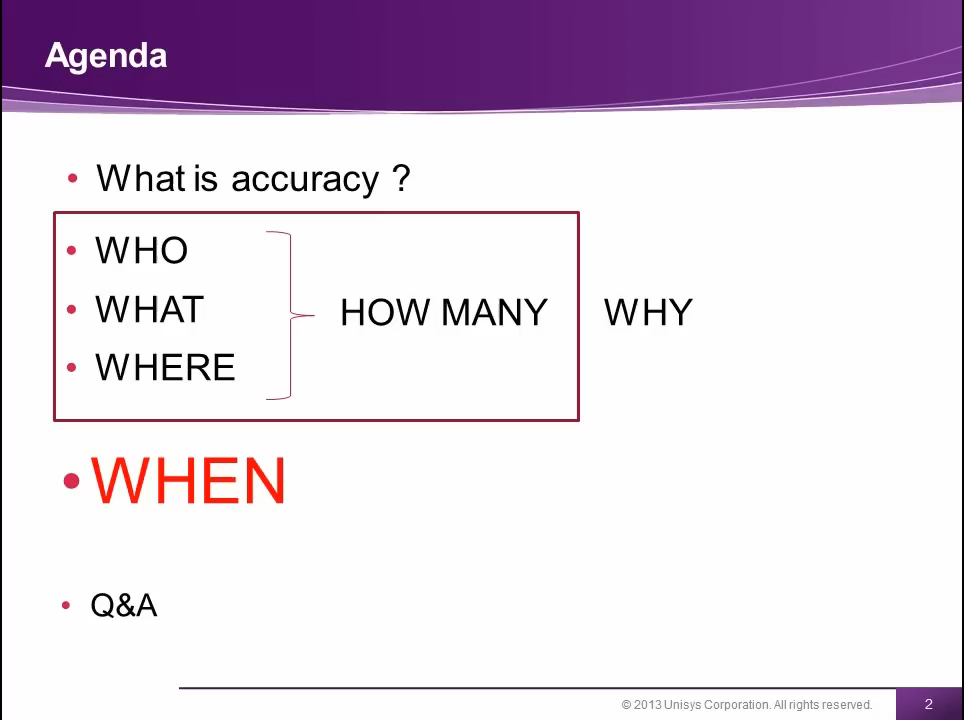 Agenda
• What is accuracy ?
• WHO
• WHAT
• WHERE
HOW MANY
WHY
• WHEN
• Q&A
© 2013 Unisys Corporation. All rights reserved.
2